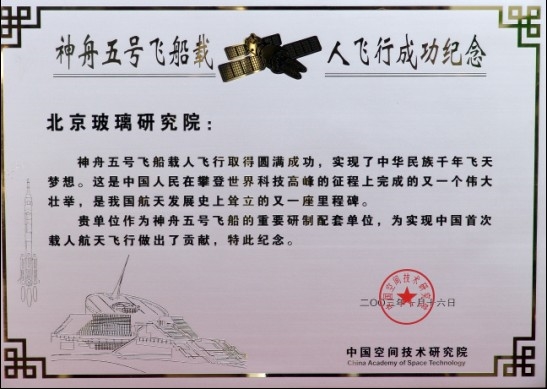 神舟五号飞船载 人飞行成功纪念
北京玻璃研究院：
神舟五号飞船载人飞行取得圆满成功，实现了中华民族千年飞天
梦想。这是中国人民在攀登世界科技高峰的征程上完成的又一个伟大
壮举，是我国航天发展史上耸立的又一座里程碑。
贵单位作为神舟五号飞船的重要研制配套单位，为实现中国首次
载人航天飞行做出了贡献，特此纪念。
中国空间技术研究院
二〇〇三年十月十六日
中国空间技术研究院
China Academy of Space Technology